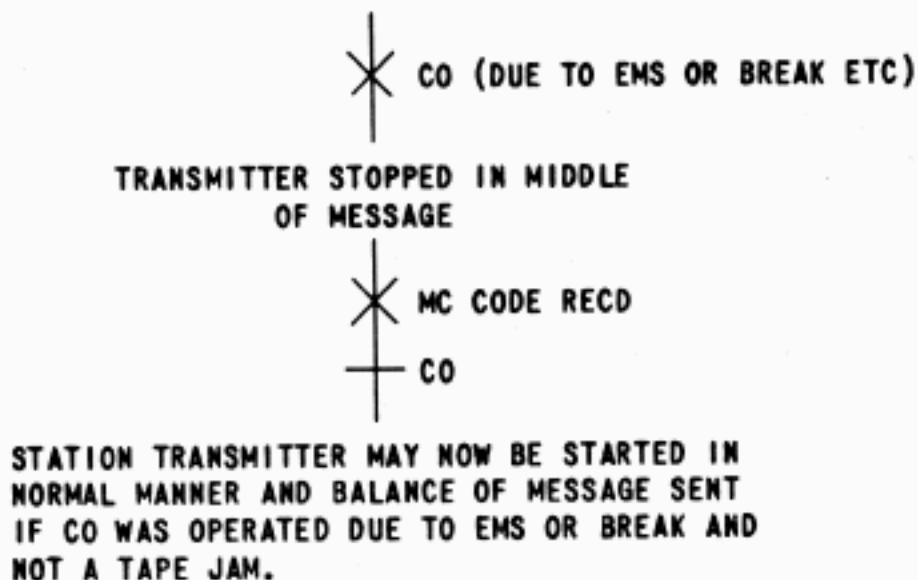 CO (DUE TO EMS OR BREAK ETC)
TRANSMITTER STOPPED IN MIDDLE
OF MESSAGE
MC CODE RECD
CO
STATION TRANSMITTER MAY NOW BE STARTED IN
NORMAL MANNER AND BALANCE OF MESSAGE SENT
IF CO WAS OPERATED DUE TO EMS OR BREAK AND
NOT A TAPE JAM.